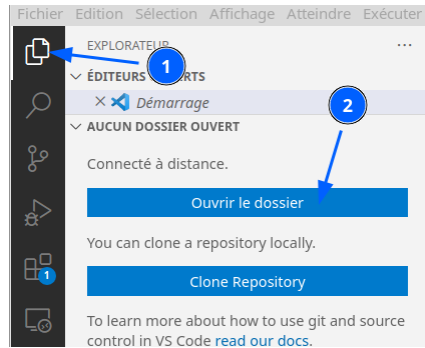 Fichier Edition Sélection Affichage Atteindre Exécuter
EXPLORATEUR
...
1
ÉDITEURS
Démarrage
2
AUCUN DOSSIER OUVERT
Connecté à distance.
Ouvrir le dossier
You can clone a repository locally.
1
Clone Repository
To learn more about how to use git and source
control in VS Code read our docs.